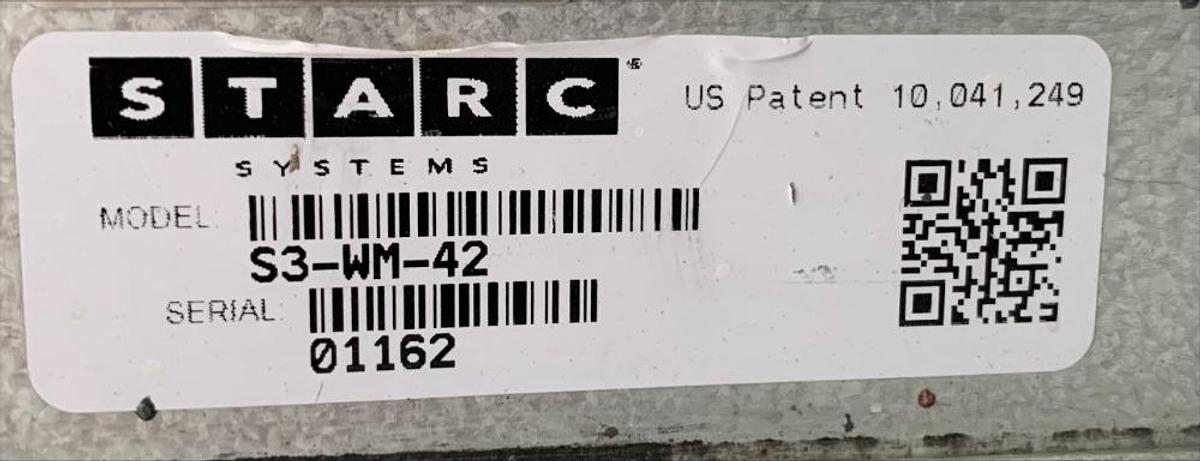 STARC®
US Patent 10,041,249
SYSTEMS
MODEL:
S3-WM-42
SERIAL:
01162